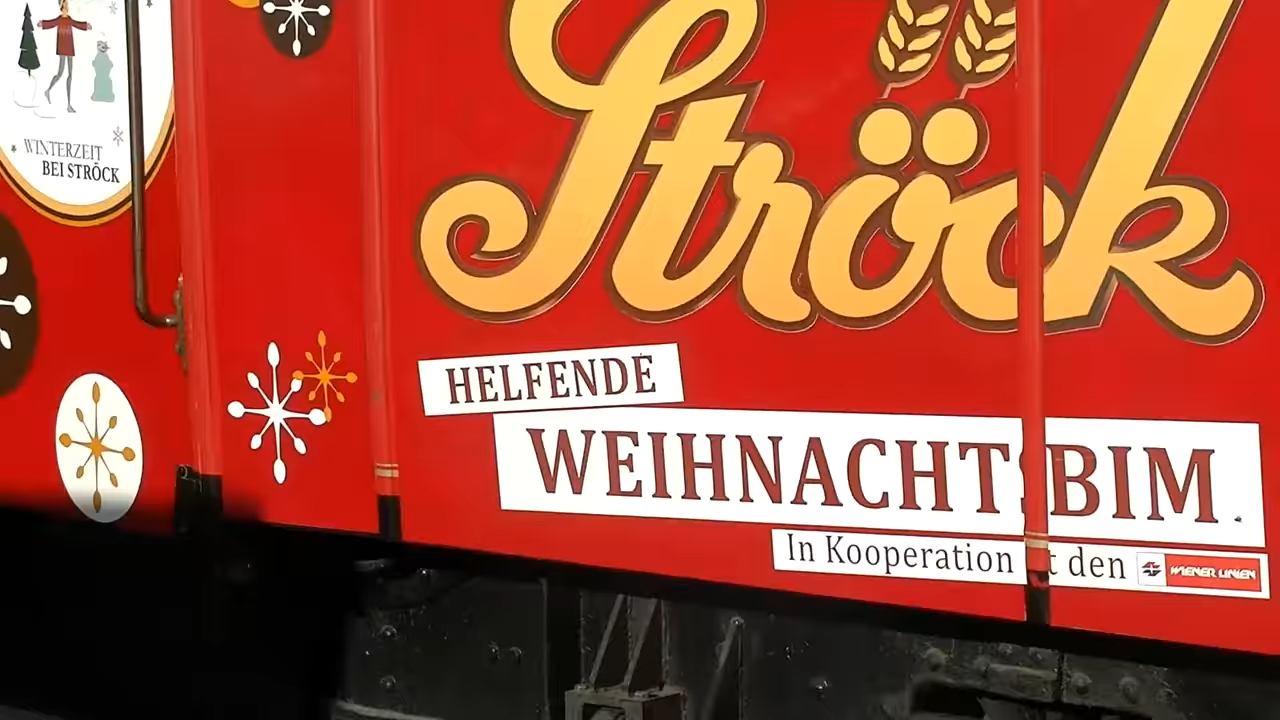 WINTERZEIT
BEI STRÖCK
Ströck
HELFENDE
WEIHNACHTSBIM.
In Kooperation t den WIENER LINIEN